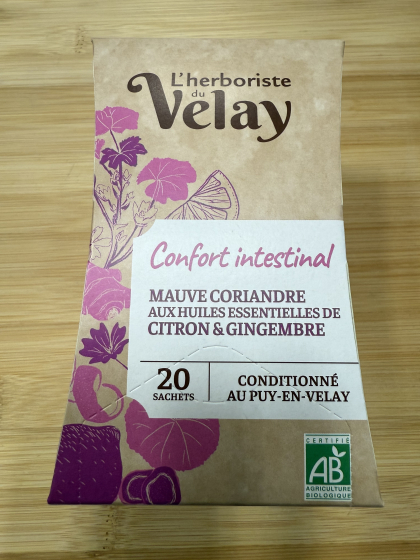 L'herboriste
du
Velay
Confort intestinal
MAUVE CORIANDRE
AUX HUILES ESSENTIELLES DE
CITRON & GINGEMBRE
20
SACHETS
CONDITIONNÉ
AU PUY-EN-VELAY
CERTIFIÉ
AB
AGRICULTURE
BIOLOGIQUE